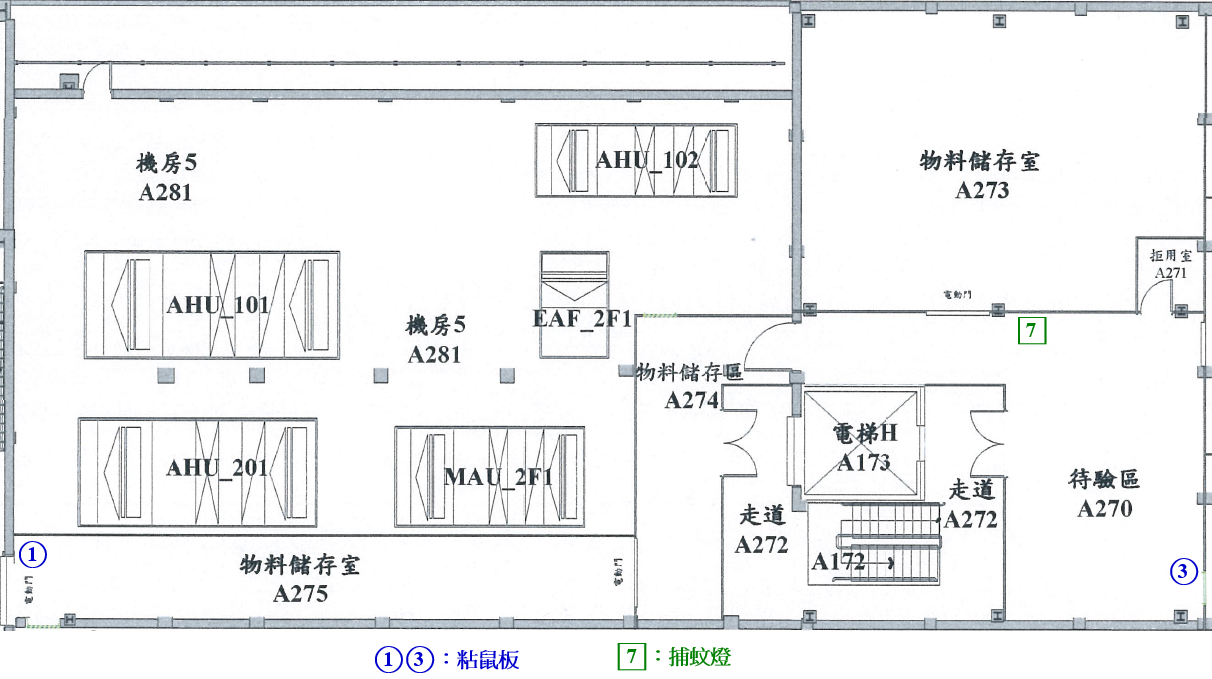 機房5
A281
AHU_102
物料儲存室
A273
拒用室
A271
電動門
AHU_101
機房5
A281
EAF_2F1
7
物料儲存區
A274
AHU_201
MAU_2F1
電梯H
A173
走道
A272
走道
A272
待驗區
A270
A172
1
電動門
物料儲存室
A275
電動門
3
1 3：粘鼠板
7：捕蚊燈